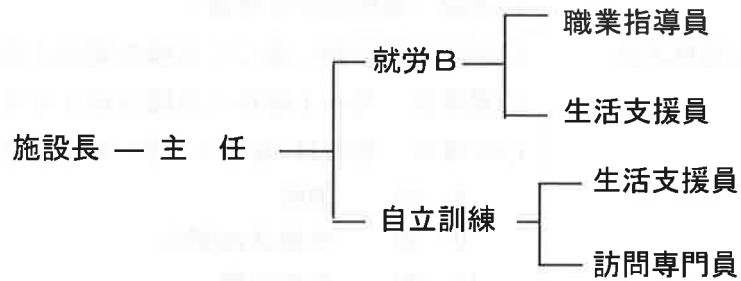 職業指導員
就労B
生活支援員
施設長 ― 主 任
生活支援員
自立訓練
訪問専門員